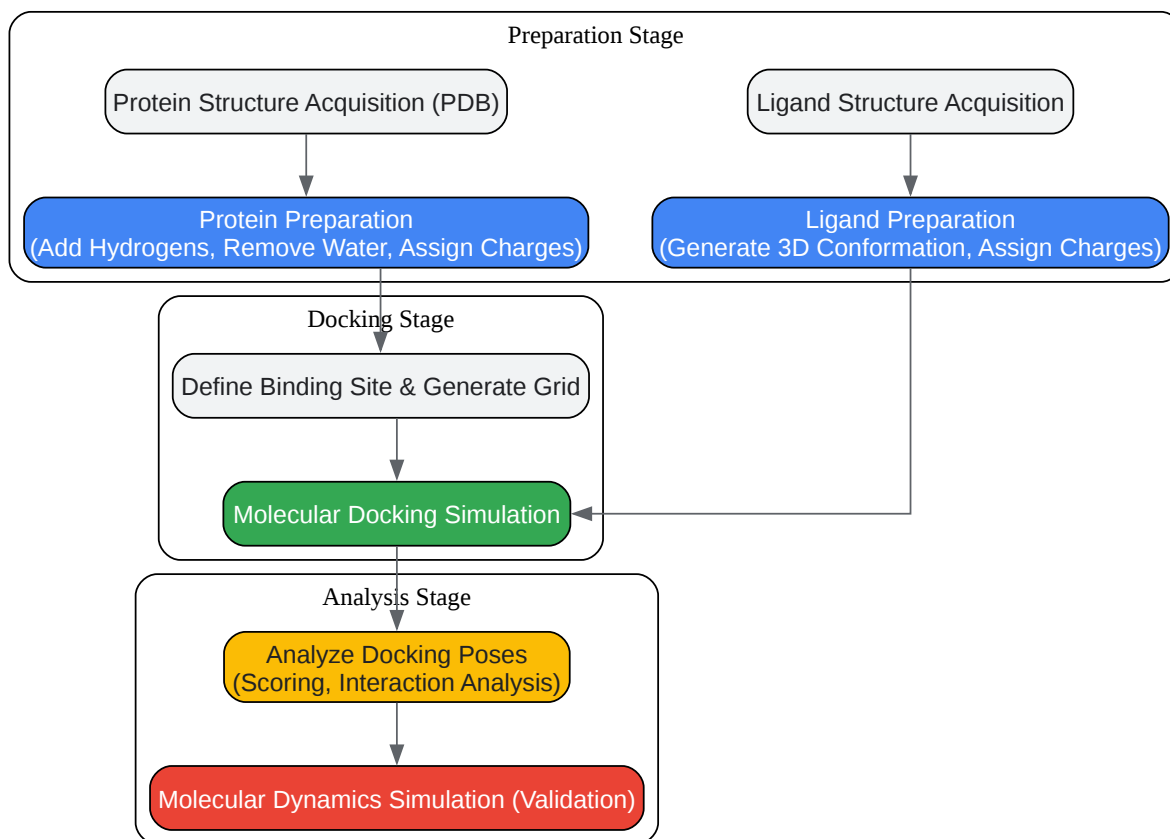 Preparation Stage
Protein Structure Acquisition (PDB)
Ligand Structure Acquisition
Protein Preparation
(Add Hydrogens, Remove Water, Assign Charges)
Ligand Preparation
(Generate 3D Conformation, Assign Charges)
Docking Stage
Define Binding Site & Generate Grid
Molecular Docking Simulation
Analysis Stage
Analyze Docking Poses
(Scoring, Interaction Analysis)
Molecular Dynamics Simulation (Validation)